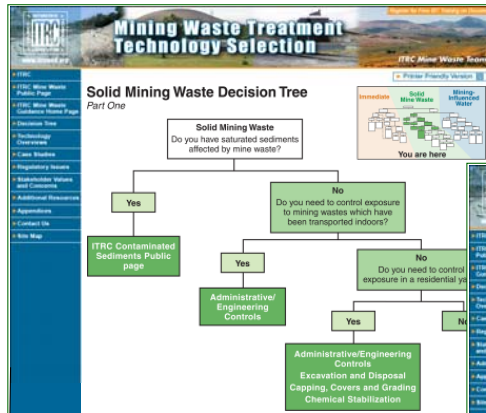 ITRC
Mining Waste Treatment
Technology Selection
ITRC Mine Waste Team
ITRC
ITRC Mine Waste
Public Page
ITRC Mine Waste
Guidance Home Page
Decision Tree
Technology
Overviews
Case Studies
Regulatory Issues
Stakeholder Values
and Concerns
Additional Resources
Appendices
Contact Us
Site Map
Printer Friendly Version
Solid Mining Waste Decision Tree
Part One
Immediate
Solid
Mine Waste
Mining-
Influenced
Water
You are here
Solid Mining Waste
Do you have saturated sediments
affected by mine waste?
Yes
ITRC Contaminated
Sediments Public
page
No
Do you need to control exposure
to mining wastes which have
been transported indoors?
Yes
Administrative/
Engineering
Controls
No
Do you need to control
exposure in a residential ya
Yes
No
Administrative/Engineering
Controls
Excavation and Disposal
Capping, Covers and Grading
Chemical Stabilization